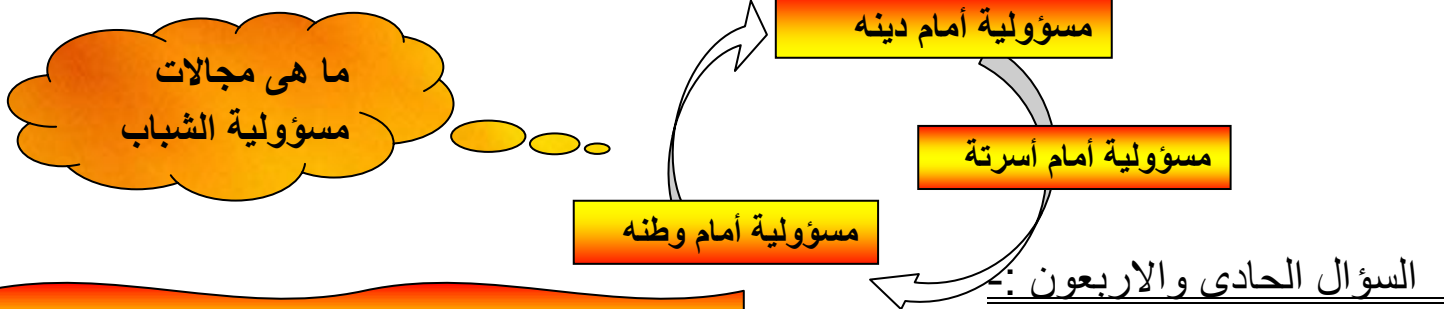 مسؤولية أمام دينه
ما هى مجالات
مسؤولية الشباب
مسؤولية أمام أسرتة
مسؤولية أمام وطنه
السؤال الحادى والاربعون :-